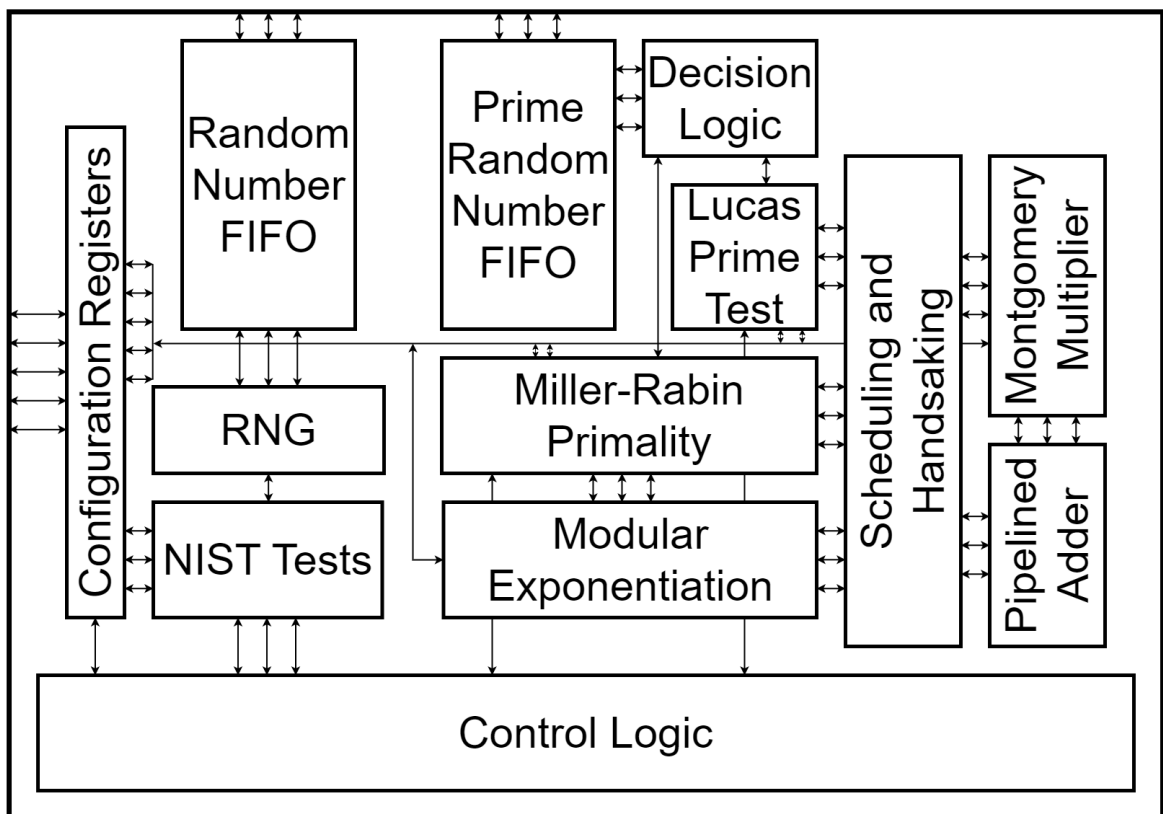 Random
Number
FIFO
Prime
Random
Number
FIFO
Decision
Logic
Configuration Registers
Lucas
Prime
Test
Scheduling and
Handsaking
Montgomery
Multiplier
RNG
Miller-Rabin
Primality
NIST Tests
Modular
Exponentiation
Pipelined
Adder
Control Logic